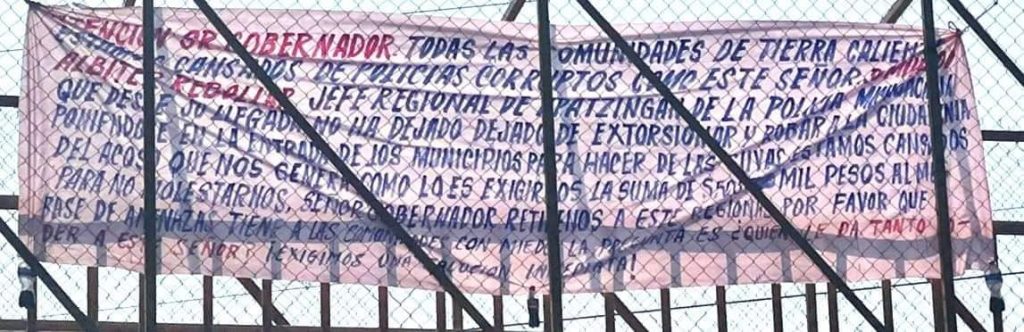 ATENCION SR GOBERNADOR TODAS LAS COMUNIDADES DE TIERRA CALIENTE
ESTAMOS CANSADOS DE POLICIAS CORRUPTOS COMO ESTE SEÑOR
ALBITES REBOLLAR JEFE REGIONAL DE APATZINGAN DE LA POLICIA
QUE DESDE SU LLEGADA NO HA DEJADO DEJADO DE EXTORSIONAR Y ROBAR A LA CIUDADANIA
PONIENDOCE EN LA ENTRADA DE LOS MUNICIPIOS PARA HACER DE LAS SUYAS ESTAMOS CANSADOS
DEL ACOSO QUE NOS GENERA COMO LO ES EXIGIRNOS LA SUMA DE MIL PESOS AL MES
PARA NO MOLESTARNOS. SEÑOR GOBERNADOR RETIRENOS A ESTE REGIONAL POR FAVOR QUE
BASE DE AMENAZAS TIENE A LAS COMUNIDADES CON MIEDO LA PREGUNTA ES ¿QUIEN LE DA TANTO PO-
DER A ESTE SEÑOR? ¡EXIGIMOS UNA SOLUCION INMEDIATA!